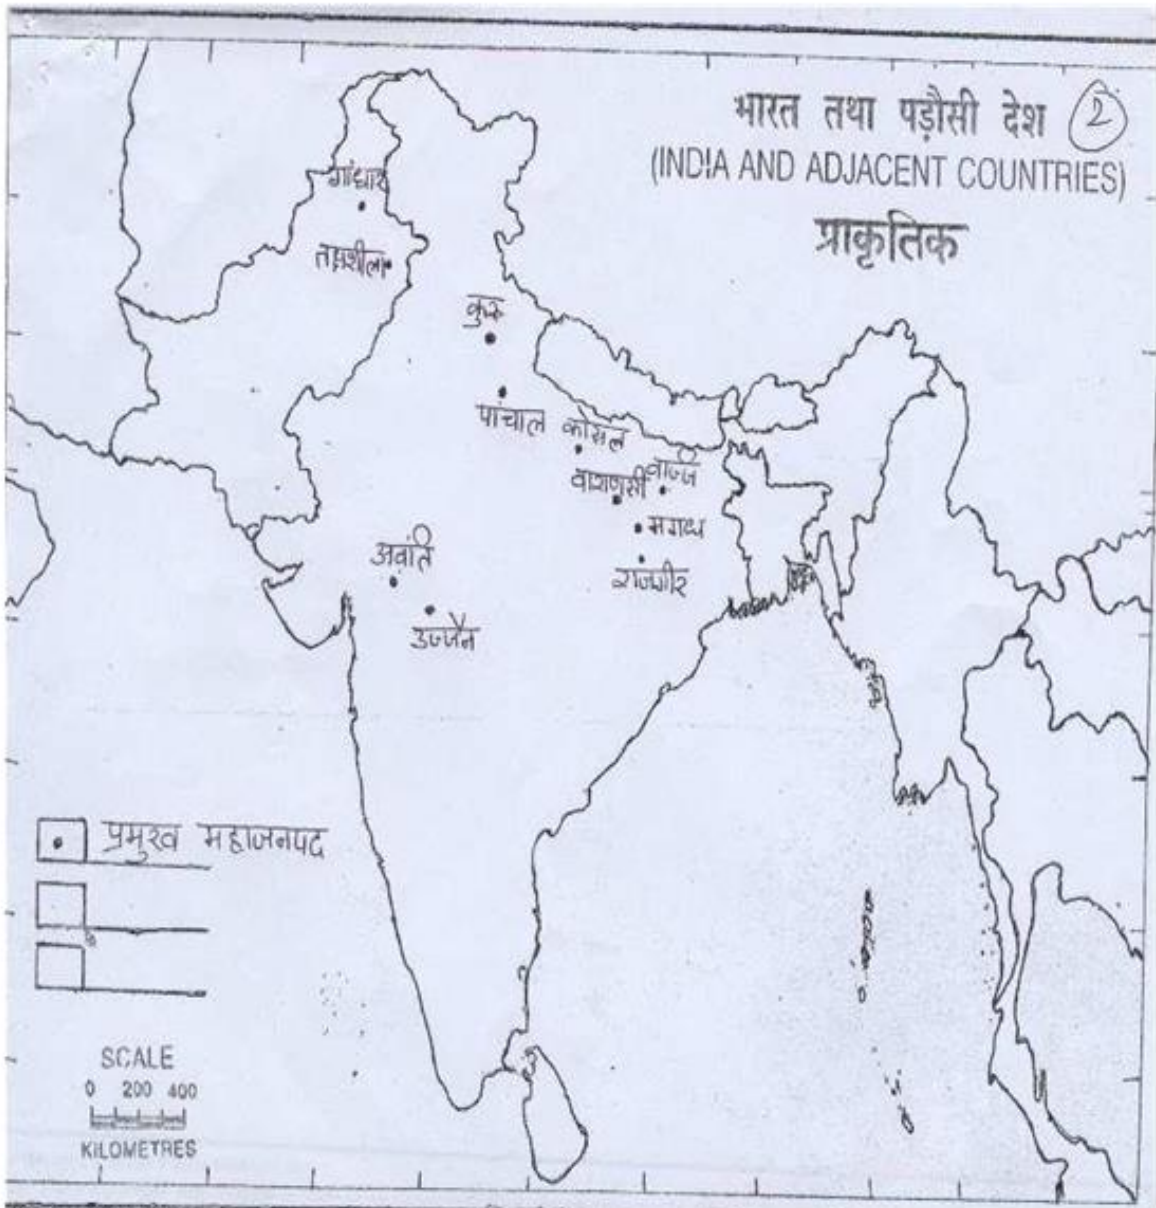 भारत तथा पड़ौसी देश 2
(INDIA AND ADJACENT COUNTRIES)
प्राकृतिक
गांधार
तक्षशीला
कुरु
पांचाल कोसल
वाराणसी वज्जि
मगध
राजगीर
अवंति
उज्जैन
प्रमुख महाजनपद
SCALE
0 200 400
KILOMETRES